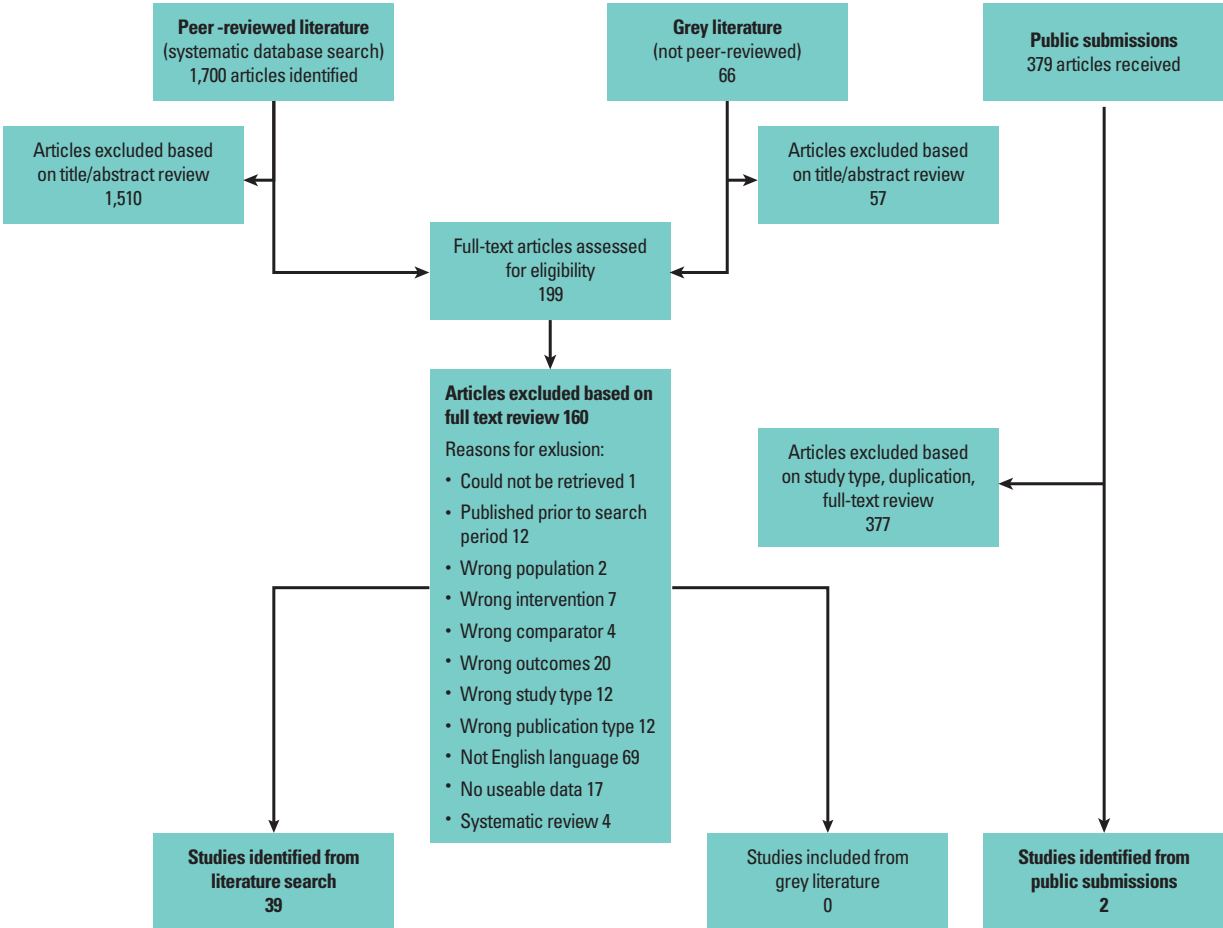 Peer -reviewed literature
(systematic database search)
1,700 articles identified
Grey literature
(not peer-reviewed)
66
Public submissions
379 articles received
Articles excluded based
on title/abstract review
1,510
Articles excluded based
on title/abstract review
57
Full-text articles assessed
for eligibility
199
Articles excluded based on
full text review 160
Reasons for exlusion:
• Could not be retrieved 1
• Published prior to search
period 12
• Wrong population 2
• Wrong intervention 7
• Wrong comparator 4
• Wrong outcomes 20
• Wrong study type 12
• Wrong publication type 12
• Not English language 69
• No useable data 17
• Systematic review 4
Articles excluded based
on study type, duplication,
full-text review
377
Studies identified from
literature search
39
Studies included from
grey literature
0
Studies identified from
public submissions
2